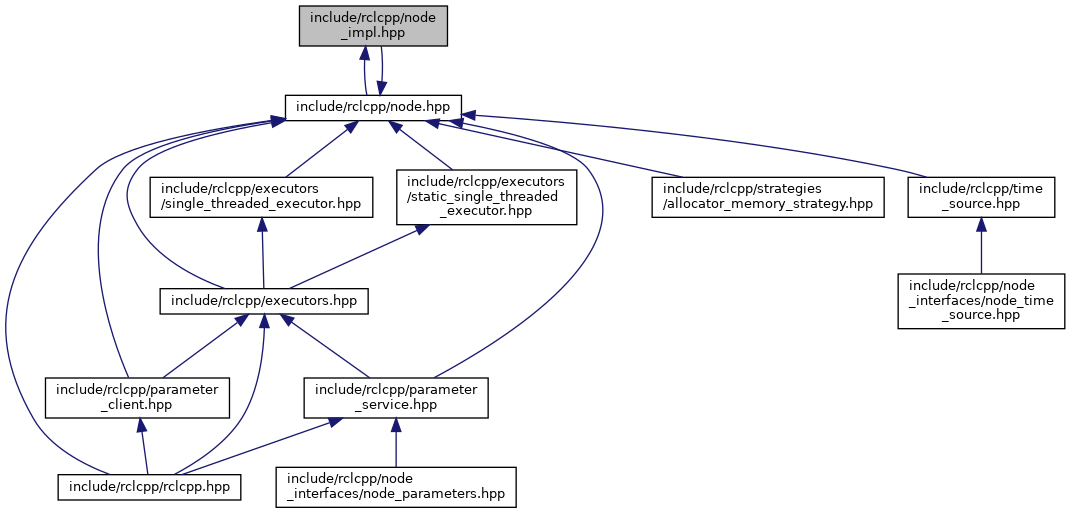 include/rclcpp/node
_impl.hpp
include/rclcpp/node.hpp
include/rclcpp/executors
/single_threaded_executor.hpp
include/rclcpp/executors
/static_single_threaded
_executor.hpp
include/rclcpp/strategies
/allocator_memory_strategy.hpp
include/rclcpp/time
_source.hpp
include/rclcpp/executors.hpp
include/rclcpp/node
_interfaces/node_time
_source.hpp
include/rclcpp/parameter
_client.hpp
include/rclcpp/parameter
_service.hpp
include/rclcpp/rclcpp.hpp
include/rclcpp/node
_interfaces/node_parameters.hpp